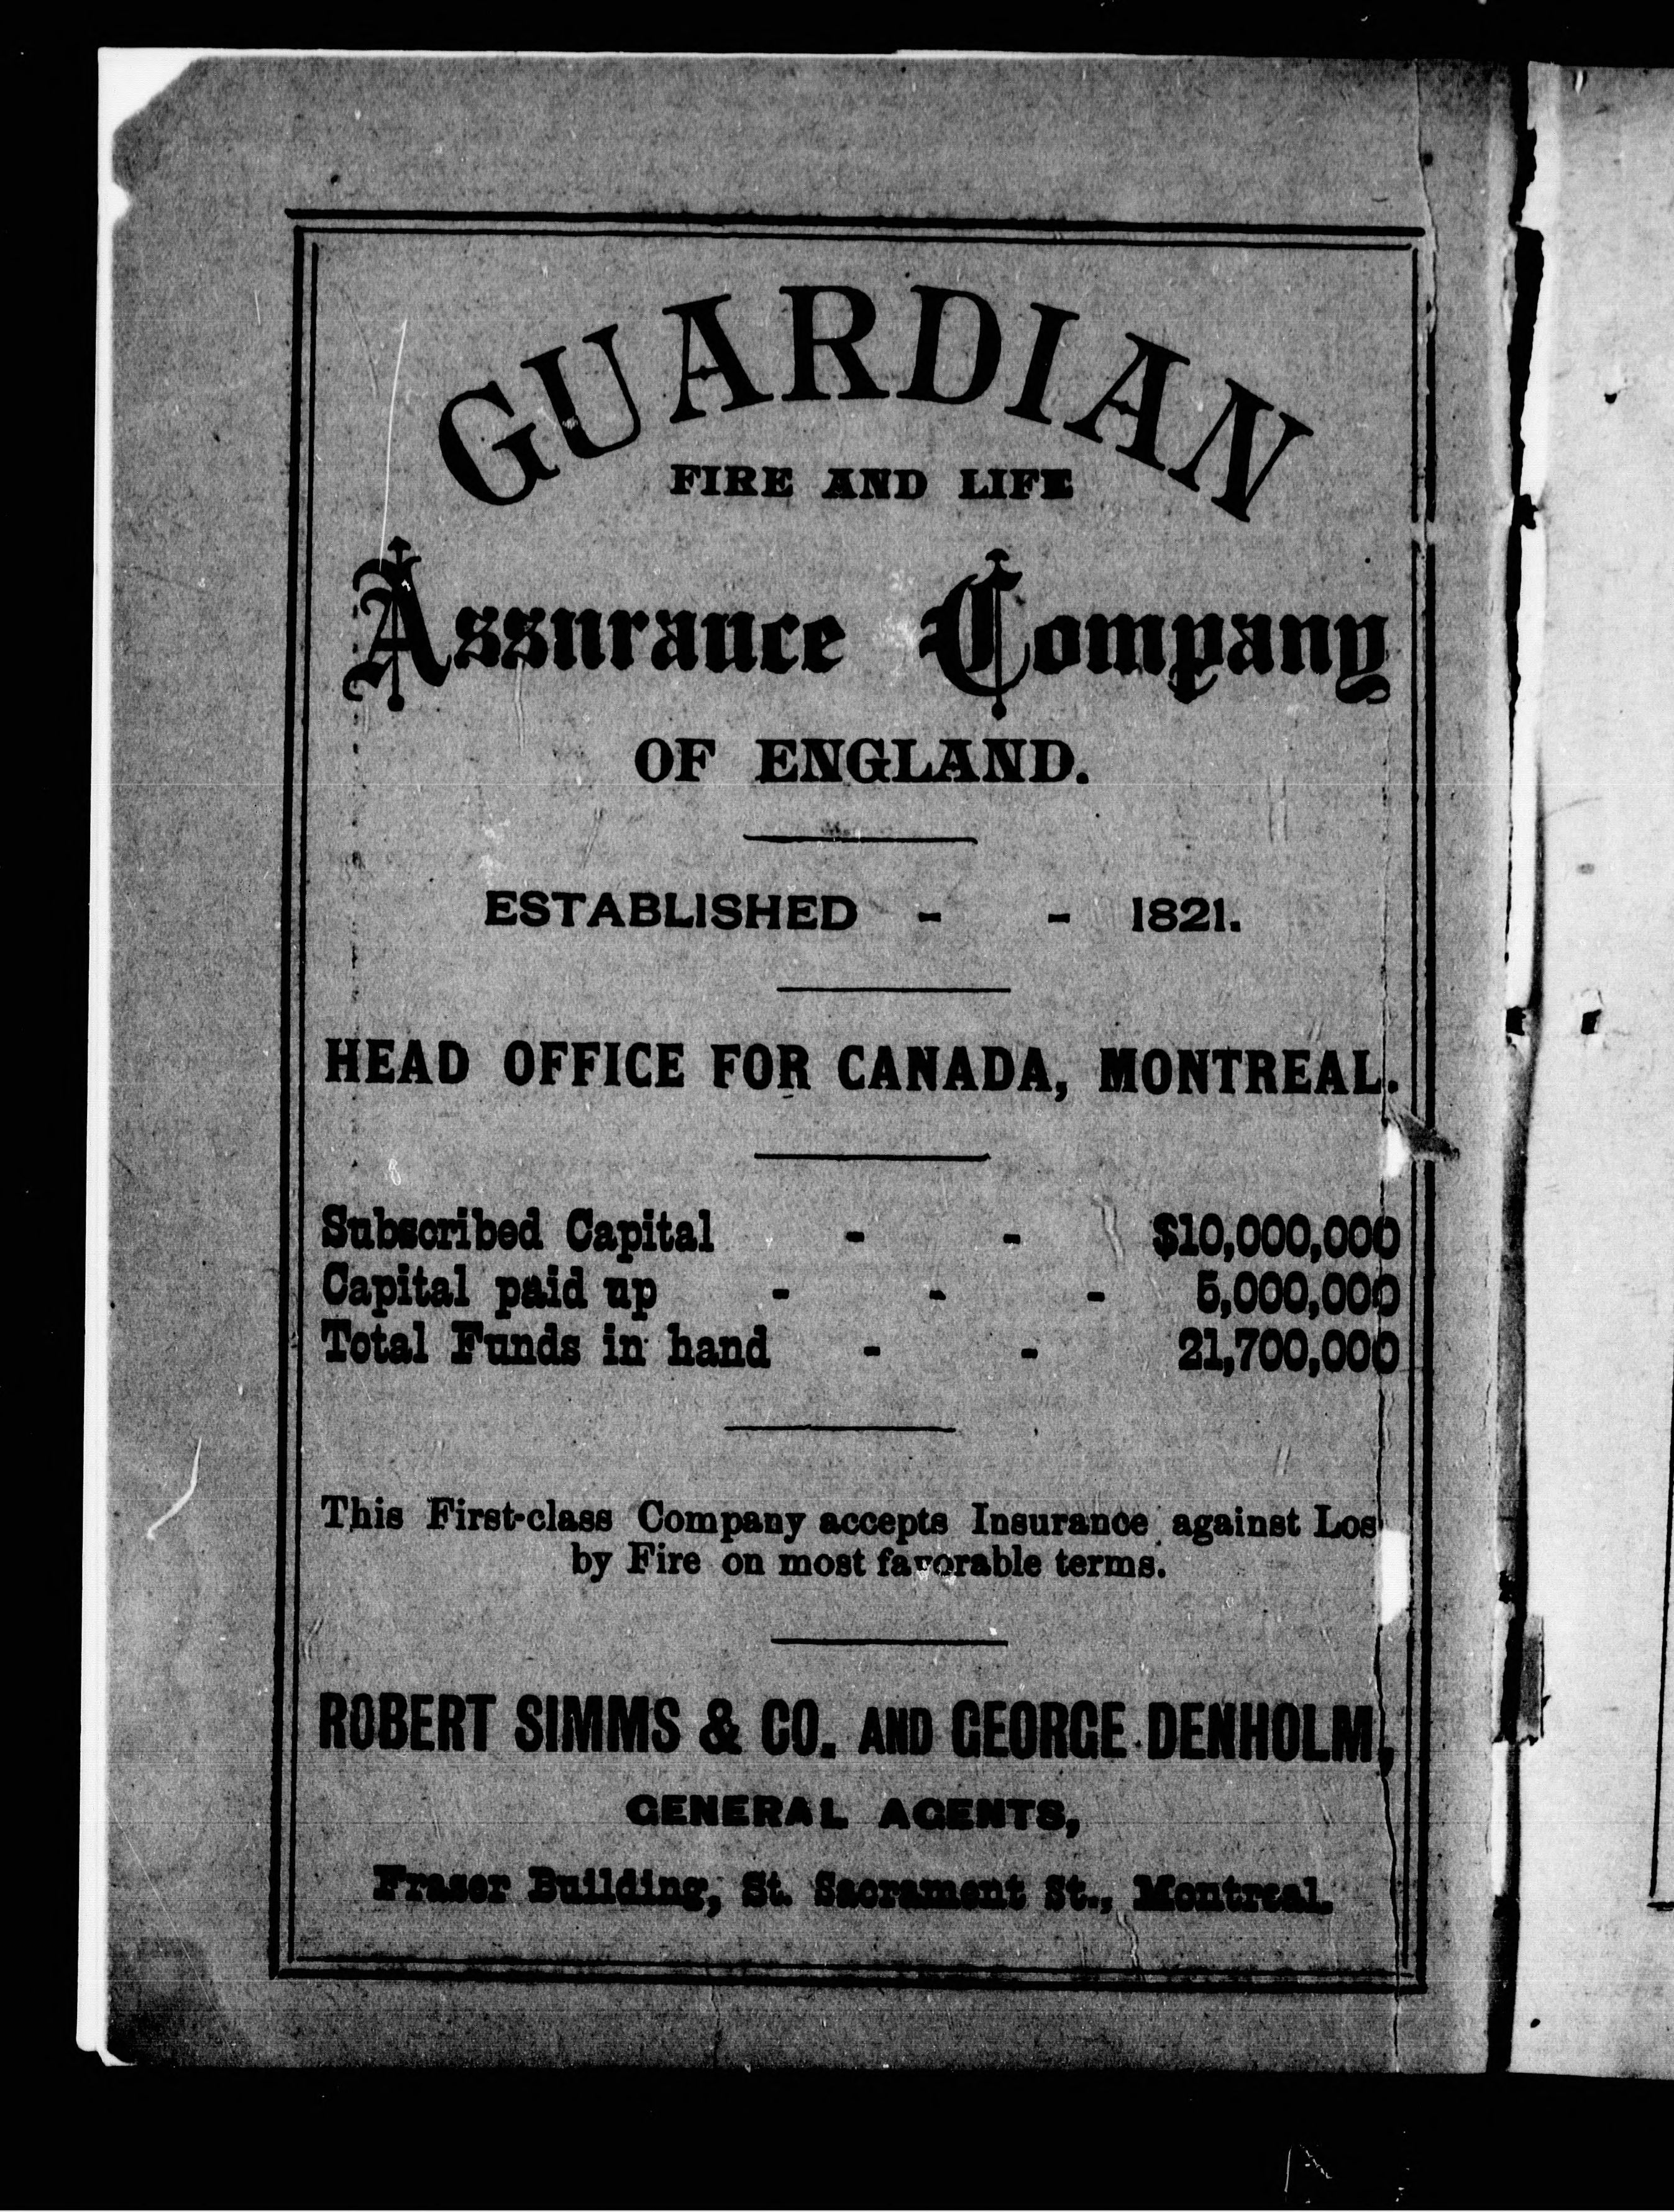 GUARDIAN
FIRE AND LIFE
Assurance Company
OF ENGLAND.
ESTABLISHED - - 1821.
HEAD OFFICE FOR CANADA, MONTREAL.
Subscribed Capital - - $10,000,000
Capital paid up - - - 5,000,000
Total Funds in hand - - 21,700,000
This First-class Company accepts Insurance against Los
by Fire on most favorable terms.
ROBERT SIMMS & CO. AND GEORGE DENHOLM,
GENERAL AGENTS,
Fraser Building, St. Sacrament St., Montreal.